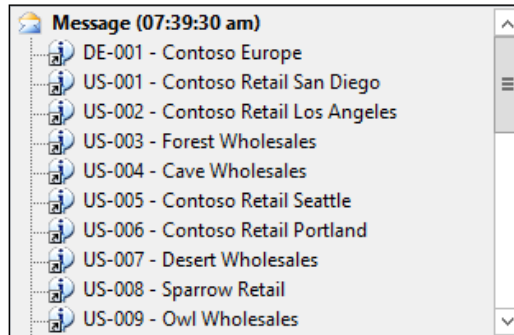 Message (07:39:30 am)
DE-001 - Contoso Europe
US-001 - Contoso Retail San Diego
US-002 - Contoso Retail Los Angeles
US-003 - Forest Wholesales
US-004 - Cave Wholesales
US-005 - Contoso Retail Seattle
US-006 - Contoso Retail Portland
US-007 - Desert Wholesales
US-008 - Sparrow Retail
US-009 - Owl Wholesales